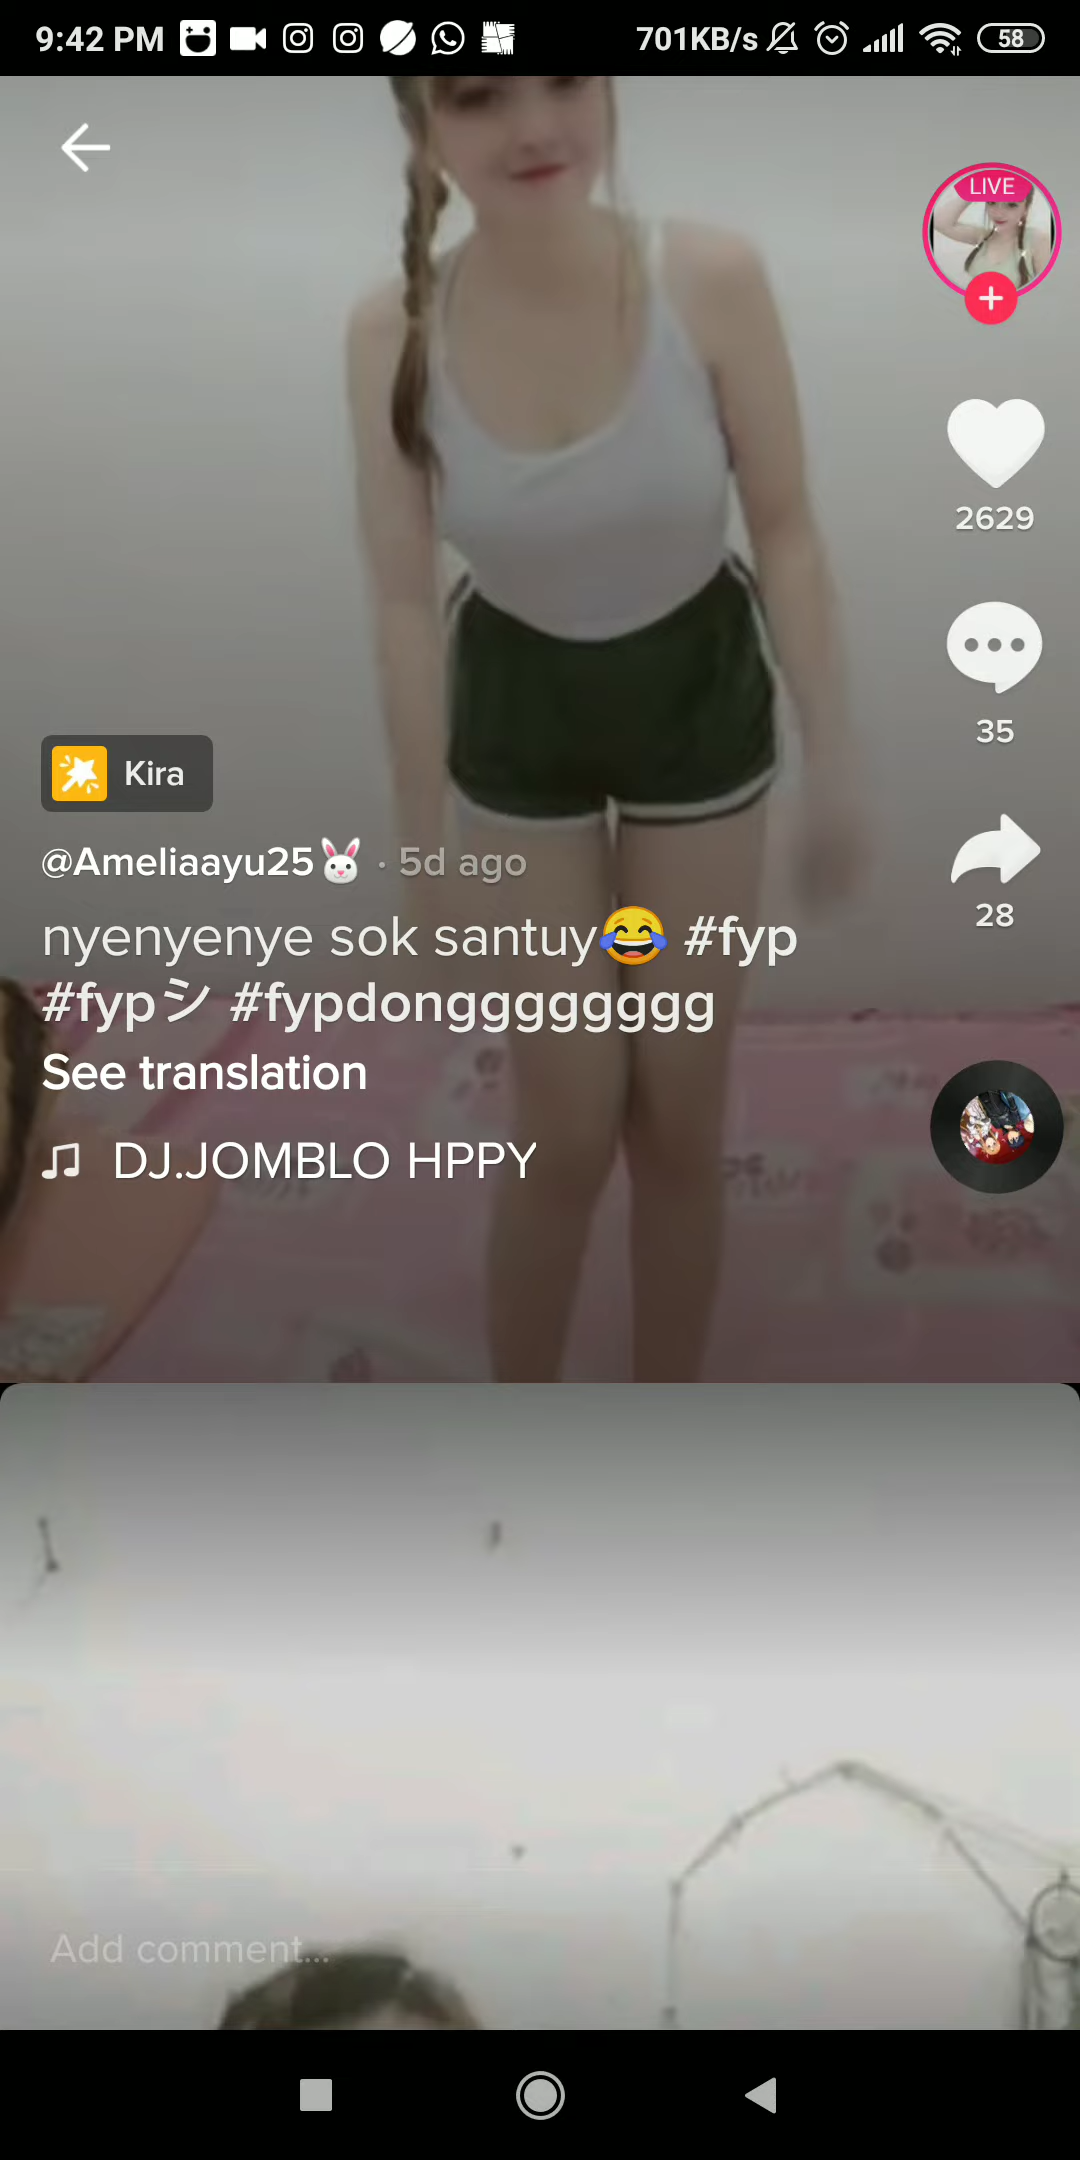 9:42 PM 701KB/s 58
LIVE
2629
35
Kira
@Ameliaayu25🐰 · 5d ago
28
nyenyenye sok santuy😂 #fyp
#fypシ #fypdongggggggg
See translation
DJ.JOMBLO HPPY
Add comment...